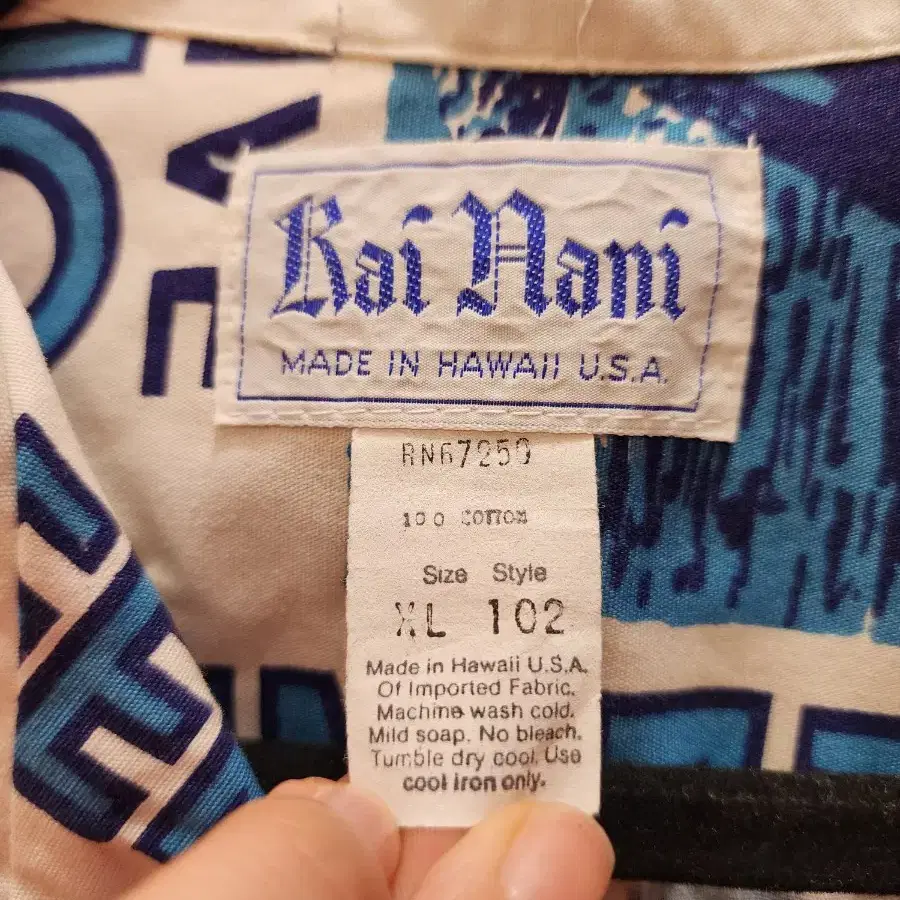 Kai Nani
MADE IN HAWAII U.S.A.
RN67259
100 COTTON
Size Style
XL 102
Made in Hawaii U.S.A.
Of Imported Fabric.
Machine wash cold.
Mild soap. No bleach.
Tumble dry cool. Use
cool iron only.